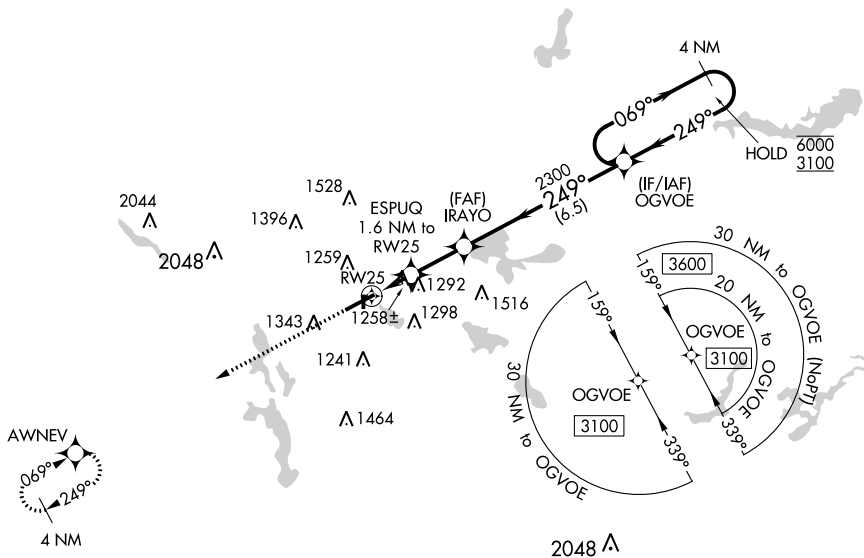 4 NM
069°
249°
HOLD
6000
3100
2300
249°
(6.5)
(IF/IAF)
OGVOE
(FAF)
IRAYO
ESPUQ
1.6 NM to
RW25
2044
2048
1528
1396
1259
RW25
1292
1258±
1298
1516
1343
1241
1464
AWNEV
069°
249°
4 NM
159°
OGVOE
3100
339°
30 NM to OGVOE
30 NM to OGVOE (NoPT)
3600
159°
20 NM to OGVOE
OGVOE
3100
339°
2048